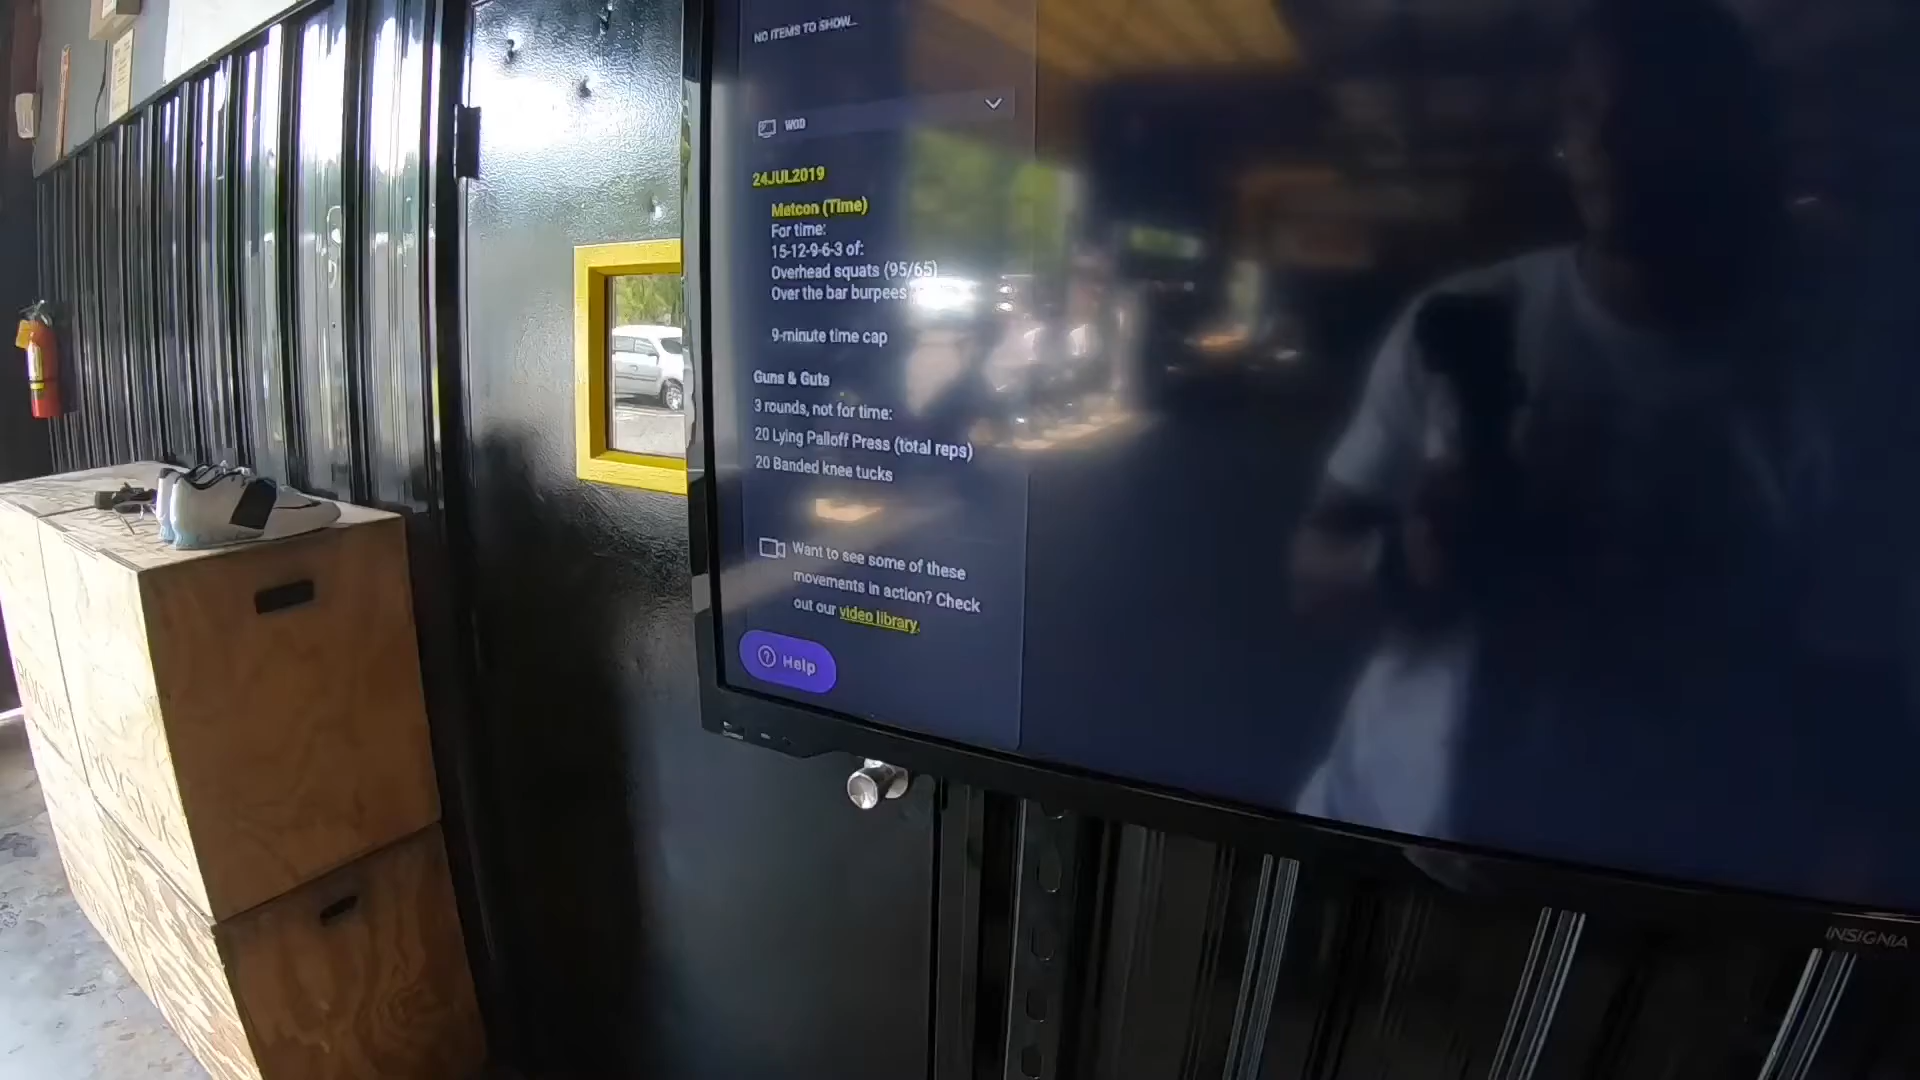 NO ITEMS TO SHOW...
WOD
24JUL2019
Metcon (Time)
For time:
15-12-9-6-3 of:
Overhead squats (95/65)
Over the bar burpees
9-minute time cap
Guns & Guts
3 rounds, not for time:
20 Lying Palloff Press (total reps)
20 Banded knee tucks
Want to see some of these
movements in action? Check
out our video library.
Help
INSIGNIA
ROGUE
ROGUE